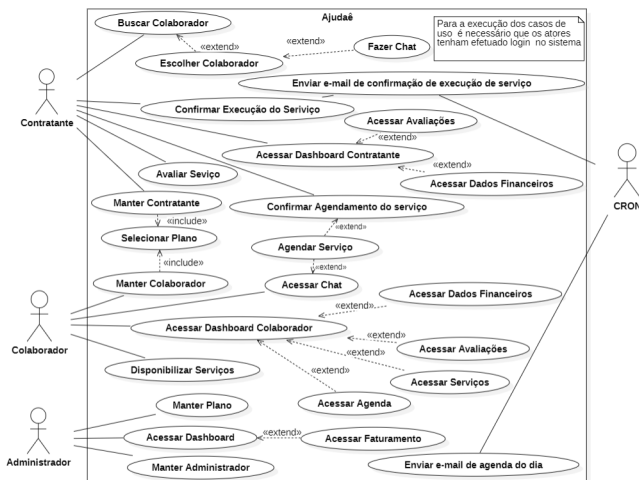 Ajudaê
Para a execução dos casos de
uso é necessário que os atores
tenham efetuado login no sistema
Buscar Colaborador
«extend»
Escolher Colaborador
«extend»
Fazer Chat
Enviar e-mail de confirmação de execução de serviço
Contratante
Confirmar Execução do Seriviço
Acessar Avaliações
«extend»
Acessar Dashboard Contratante
«extend»
Acessar Dados Financeiros
Avaliar Seviço
CRON
Manter Contratante
Confirmar Agendamento do serviço
«include»
«extend»
Selecionar Plano
Agendar Serviço
«include»
«extend»
Manter Colaborador
Acessar Chat
Acessar Dados Financeiros
«extend»
Acessar Dashboard Colaborador
«extend»
Colaborador
Acessar Avaliações
«extend»
Disponibilizar Serviços
«extend»
Acessar Serviços
Manter Plano
Acessar Agenda
Acessar Dashboard
«extend»
Acessar Faturamento
Administrador
Manter Administrador
Enviar e-mail de agenda do dia